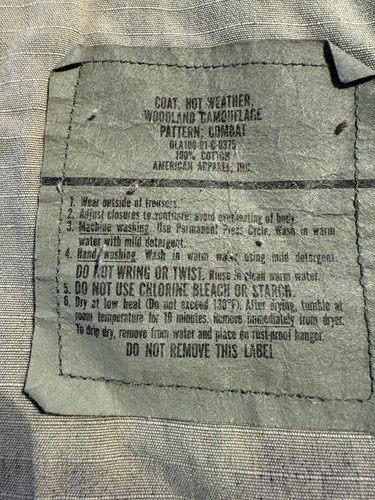 COAT, HOT WEATHER,
WOODLAND CAMOUFLAGE
PATTERN: COMBAT
DLA100-91-C-0375
100% COTTON
AMERICAN APPAREL, INC.
1. Wear outside of trousers.
2. Adjust closures to ventilate; avoid overheating of body.
3. Machine washing. Use Permanent Press Cycle. Wash in warm
water with mild detergent.
4. Hand washing. Wash in warm water using mild detergent.
DO NOT WRING OR TWIST. Rinse in clean warm water.
5. DO NOT USE CHLORINE BLEACH OR STARCH.
6. Dry at low heat (Do not exceed 130°F). After drying, tumble at
room temperature for 10 minutes. Remove immediately from dryer.
To drip dry, remove from water and place on rust-proof hanger.
DO NOT REMOVE THIS LABEL